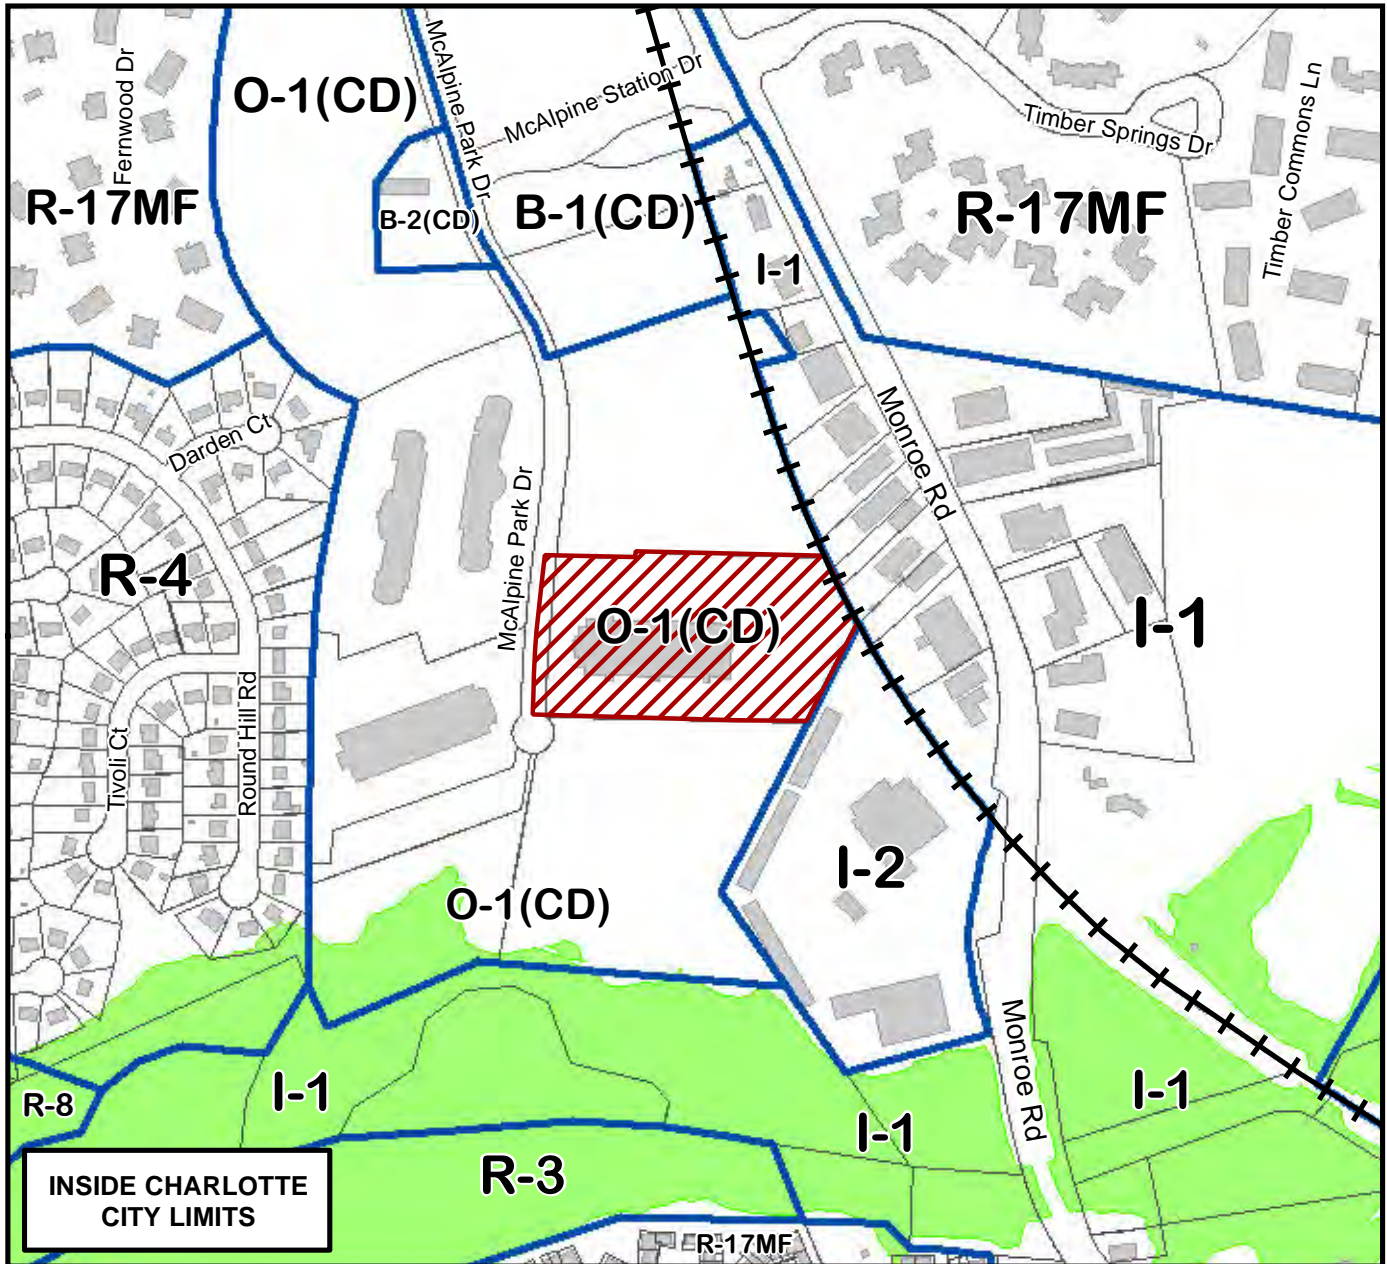 Fernwood Dr
O-1(CD)
McAlpine Park Dr
McAlpine Station Dr
Timber Springs Dr
Timber Commons Ln
R-17MF
B-2(CD)
B-1(CD)
R-17MF
I-1
Darden Ct
Monroe Rd
McAlpine Park Dr
R-4
O-1(CD)
I-1
Tivoli Ct
Round Hill Rd
I-2
O-1(CD)
Monroe Rd
R-8
I-1
I-1
I-1
R-3
INSIDE CHARLOTTE
CITY LIMITS
R-17MF